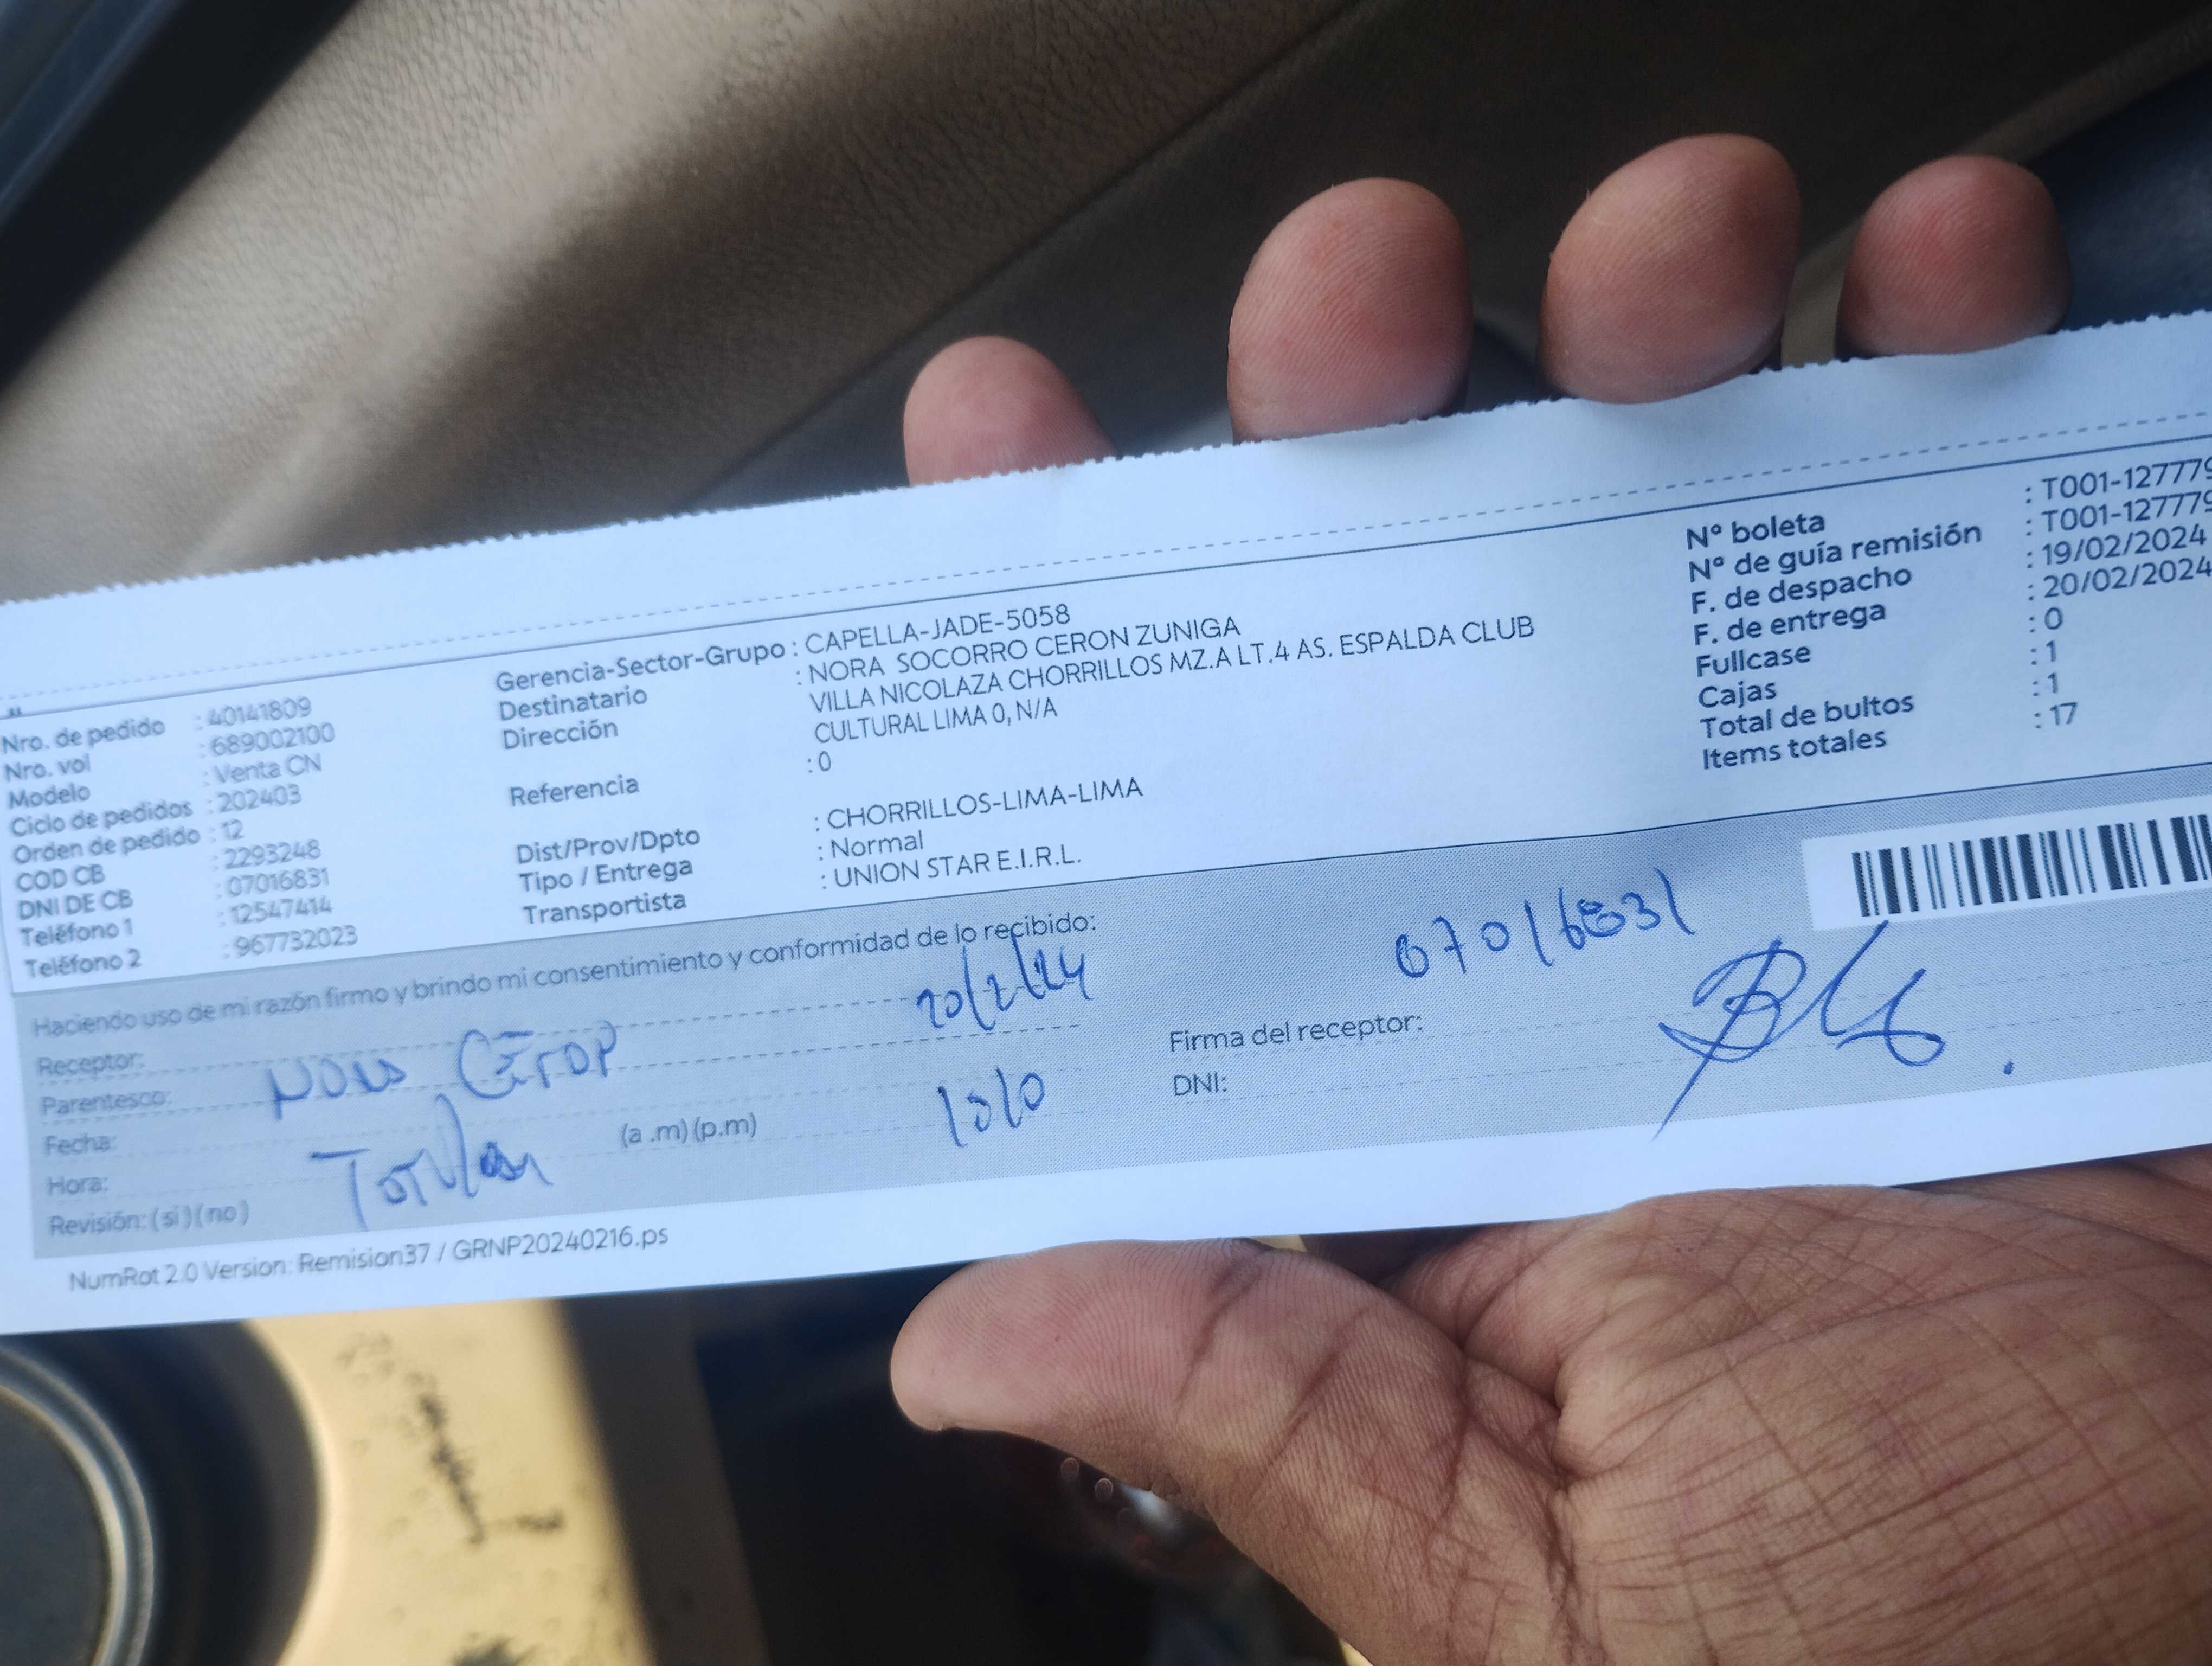 Nro. de pedido : 40141809
Nro. vol : 689002100
Modelo : Venta CN
Ciclo de pedidos : 202403
Orden de pedido : 12
COD CB : 2293248
DNI DE CB : 07016831
Teléfono 1 : 12547414
Teléfono 2 : 967732023
Gerencia-Sector-Grupo : CAPELLA-JADE-5058
Destinatario : NORA SOCORRO CERON ZUNIGA
Dirección VILLA NICOLAZA CHORRILLOS MZ.A LT.4 AS. ESPALDA CLUB
CULTURAL LIMA 0, N/A
Referencia : 0
Dist/Prov/Dpto : CHORRILLOS-LIMA-LIMA
Tipo / Entrega : Normal
Transportista : UNION STAR E.I.R.L.
Nº boleta : T001-127779
Nº de guía remisión : T001-127779
F. de despacho : 19/02/2024
F. de entrega : 20/02/2024
Fullcase : 0
Cajas : 1
Total de bultos : 1
Items totales : 17
Haciendo uso de mi razón firmo y brindo mi consentimiento y conformidad de lo recibido:
Receptor:
Parentesco:
Fecha:
Hora: (a .m) (p.m)
Revisión: ( si ) ( no )
20/2/24
1010
07016831
Firma del receptor:
DNI:
NumRot 2.0 Version: Remision37 / GRNP20240216.ps